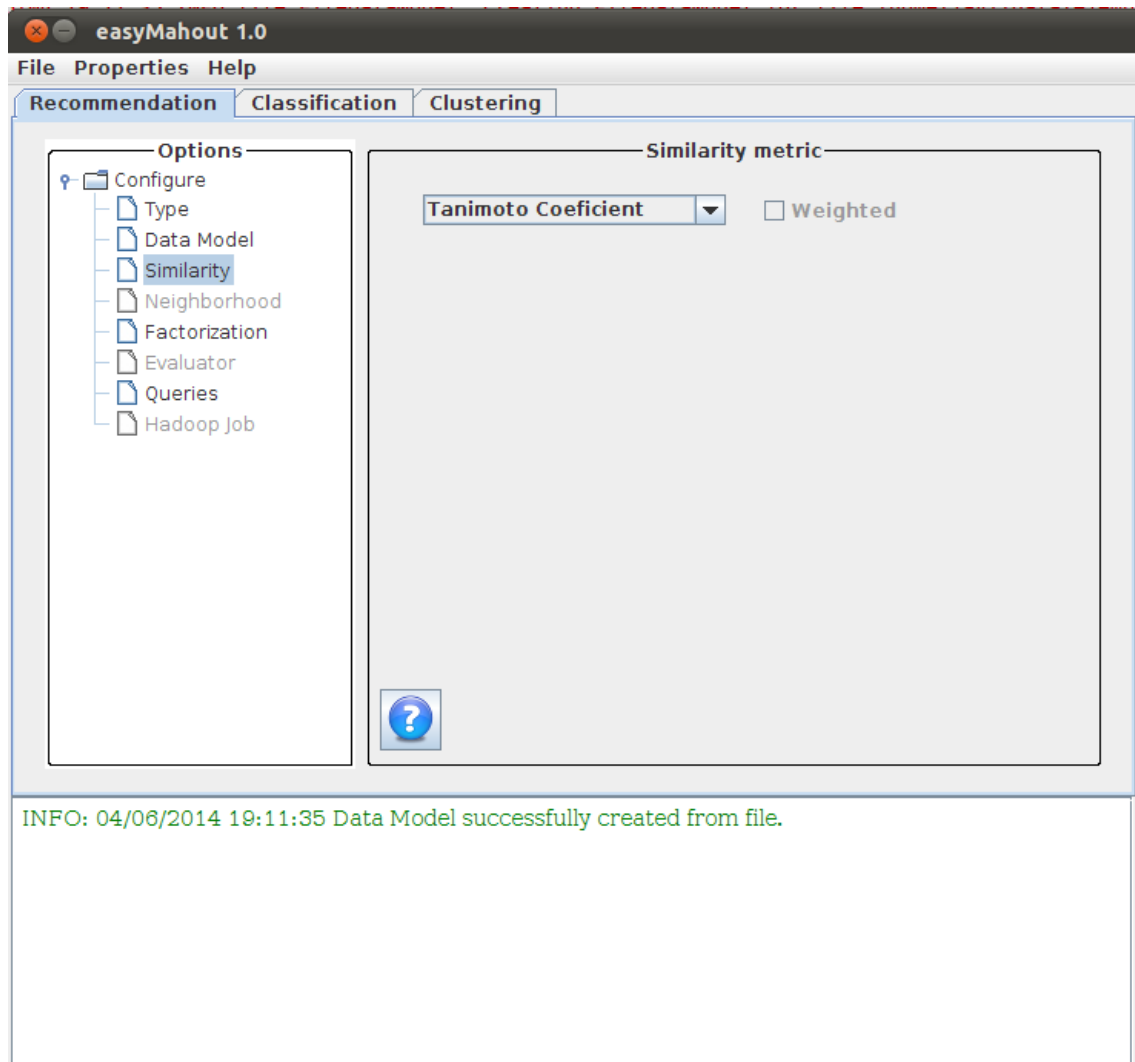 easyMahout 1.0
File Properties Help
Recommendation Classification Clustering
Options
Configure
Type
Data Model
Similarity
Neighborhood
Factorization
Evaluator
Queries
Hadoop Job
Similarity metric
Tanimoto Coeficient
Weighted
?
INFO: 04/06/2014 19:11:35 Data Model successfully created from file.